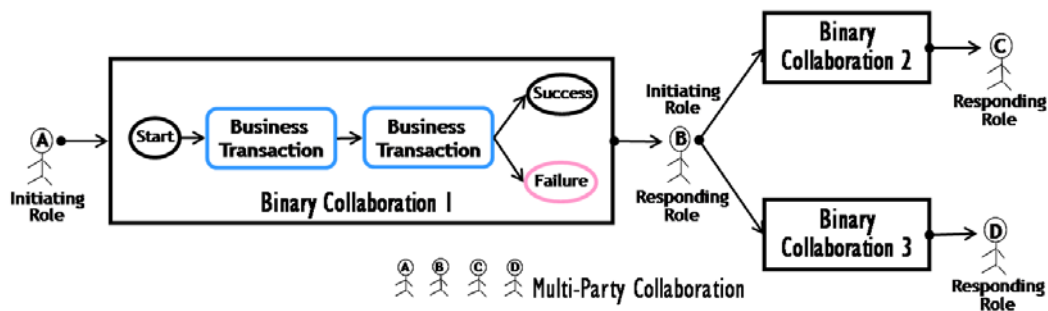 A
Initiating
Role
Start
Business
Transaction
Business
Transaction
Success
Failure
Binary Collaboration 1
Initiating
Role
B
Responding
Role
Binary
Collaboration 2
C
Responding
Role
Binary
Collaboration 3
D
Responding
Role
A B C D Multi-Party Collaboration